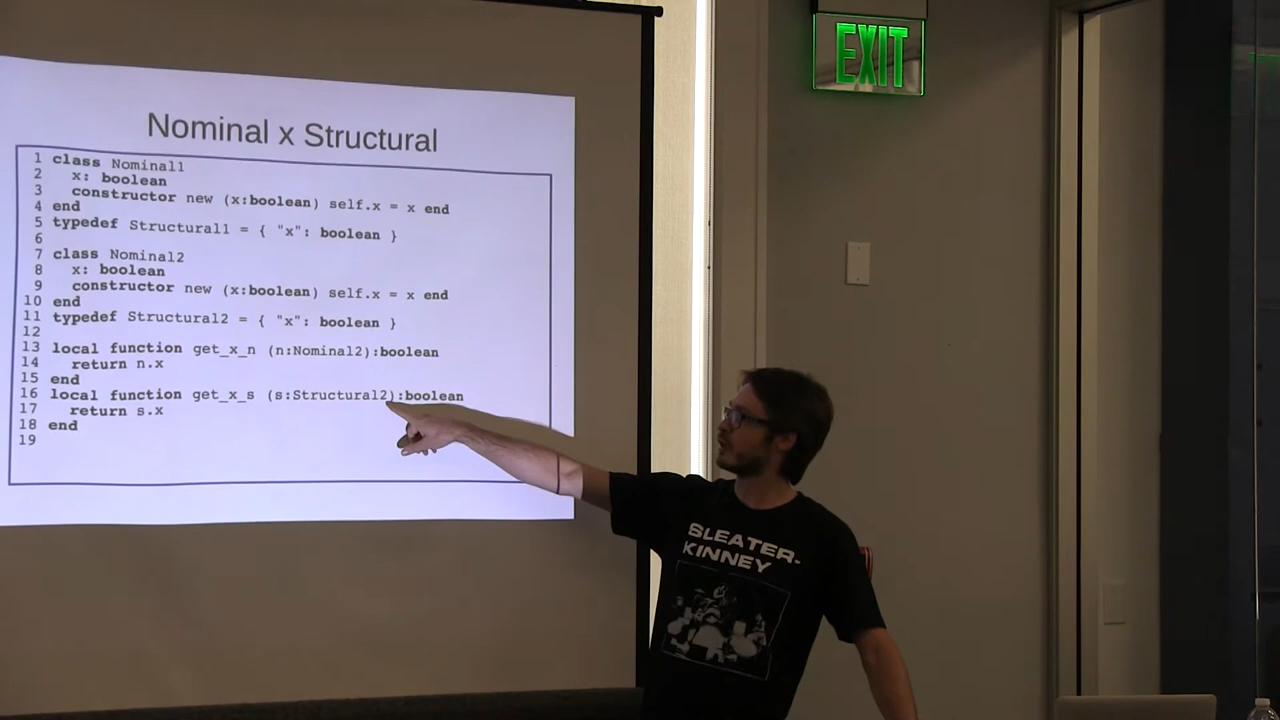 EXIT
Nominal x Structural
1 class Nominal1
2 x: boolean
3 constructor new (x:boolean) self.x = x end
4 end
5 typedef Structural1 = { "x": boolean }
6
7 class Nominal2
8 x: boolean
9 constructor new (x:boolean) self.x = x end
10 end
11 typedef Structural2 = { "x": boolean }
12
13 local function get_x_n (n:Nominal2):boolean
14 return n.x
15 end
16 local function get_x_s (s:Structural2):boolean
17 return s.x
18 end
19
SLEATER-
KINNEY